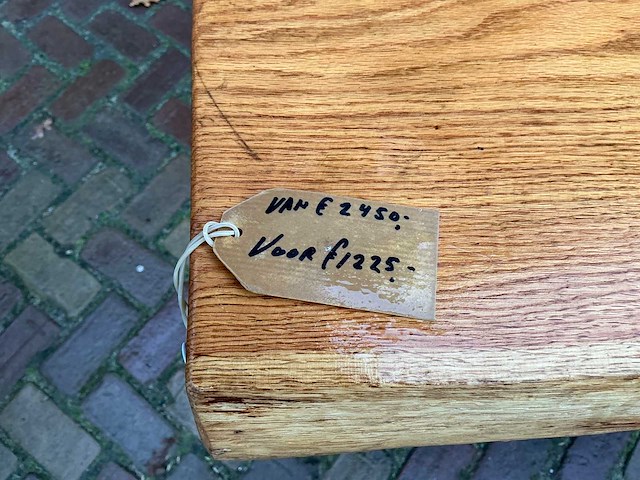 VAN € 2450,-
VOOR €1225,-